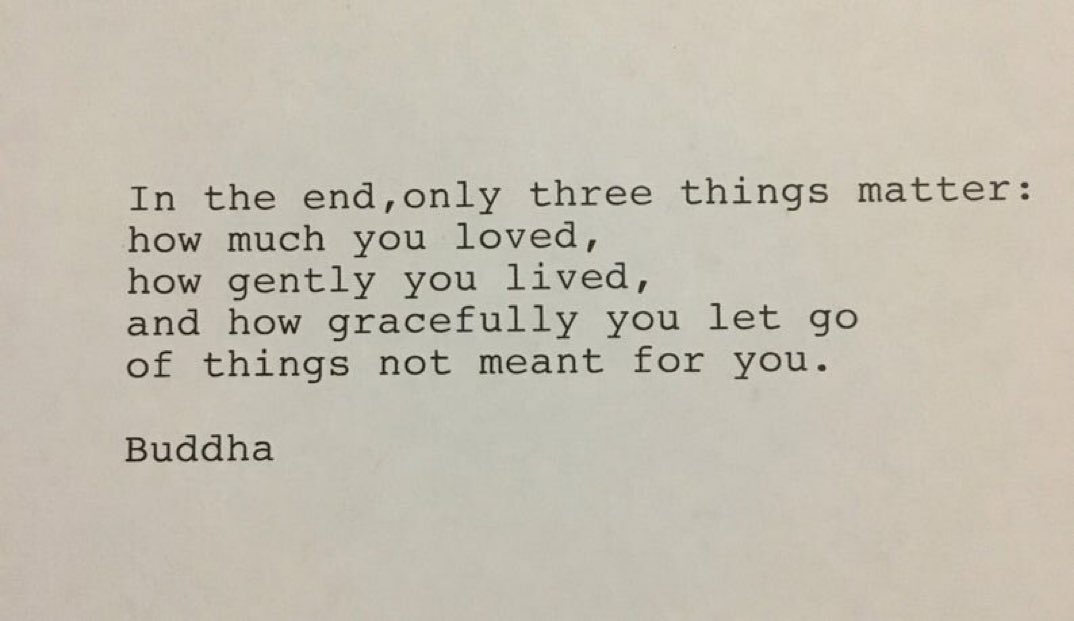 In the end,only three things matter:
how much you loved,
how gently you lived,
and how gracefully you let go
of things not meant for you.
Buddha